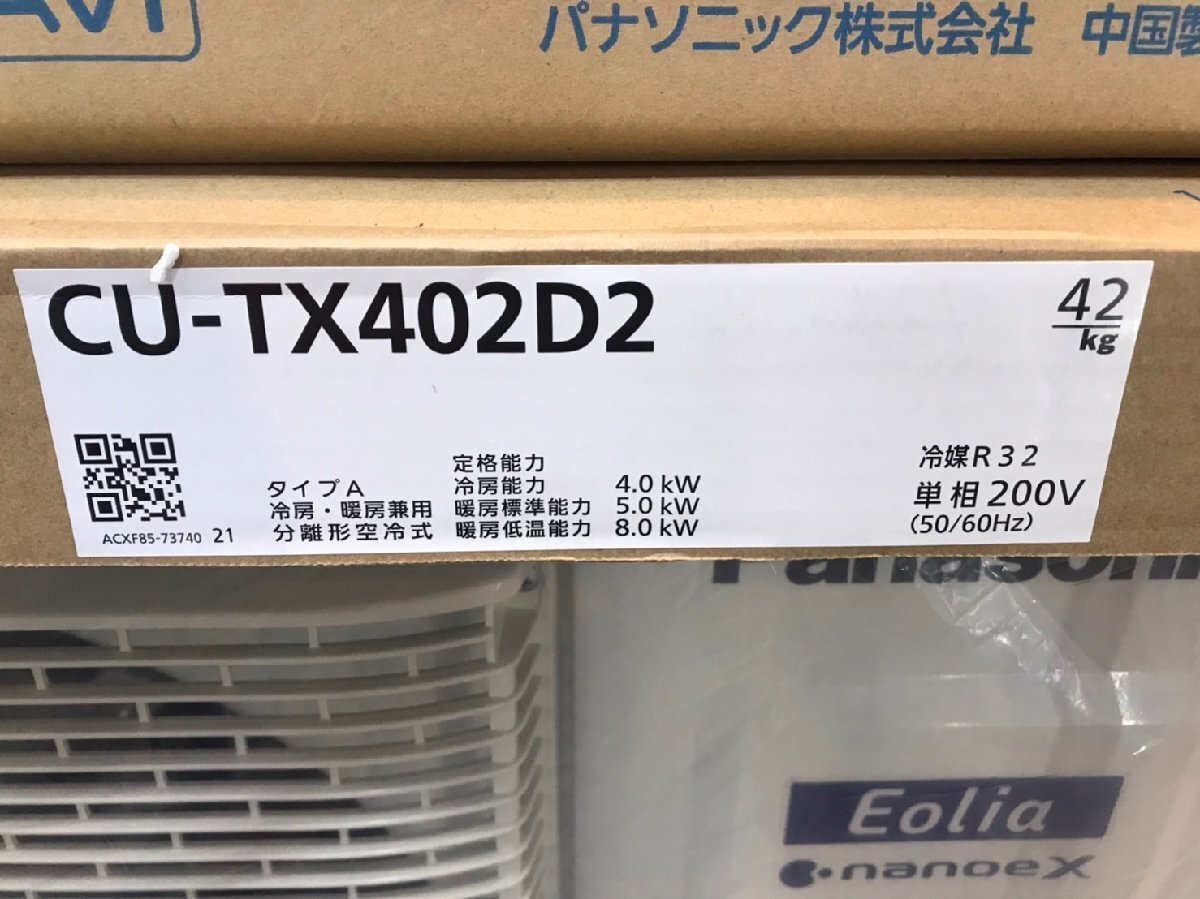 パナソニック株式会社 中国製
CU-TX402D2
42
kg
定格能力
タイプA 冷房能力 4.0 kW
冷房・暖房兼用 暖房標準能力 5.0 kW
分離形空冷式 暖房低温能力 8.0 kW
冷媒R32
単相 200V
(50/60Hz)
ACXF85-73740 21
Panasonic
Eolia
nanoeX